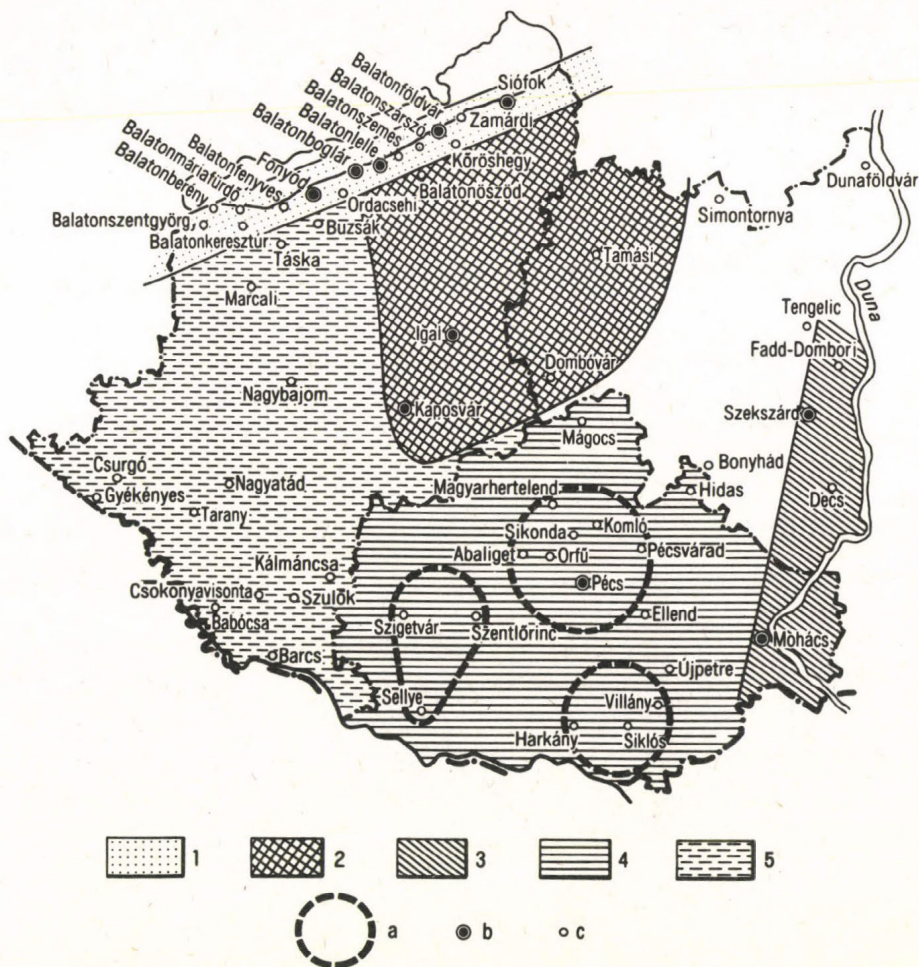 Siófok
Balatonföldvár
Balatonszárszó
Balatonszemes
Balatonlelle
Balatonboglár
Fonyód
Balatonfenyves
Balatonmáriafürdő
Balatonberény
Zamárdi
Kőröshegy
Balatonöszöd
Ordacsehi
Balatonszentgyörg
Balatonkeresztúr
Buzsák
Táska
Dunaföldvár
Simontornya
Duna
Tamási
Marcali
Tengelic
Fadd-Dombori
Igal
Nagybajom
Dombóvár
Kaposvár
Szekszárd
Mágocs
Bonyhád
Csurgó
Gyékényes
Nagyatád
Magyarhertelend
Hidas
Decs
Tarany
Sikonda
Komló
Abaliget
Orfű
Pécsvárad
Kálmáncsa
Pécs
Csokonyavisonta
Szulok
Szigetvár
Szentlőrinc
Ellend
Babócsa
Mohács
Barcs
Újpetre
Sellye
Villány
Harkány
Siklós
1 2 3 4 5
a b c